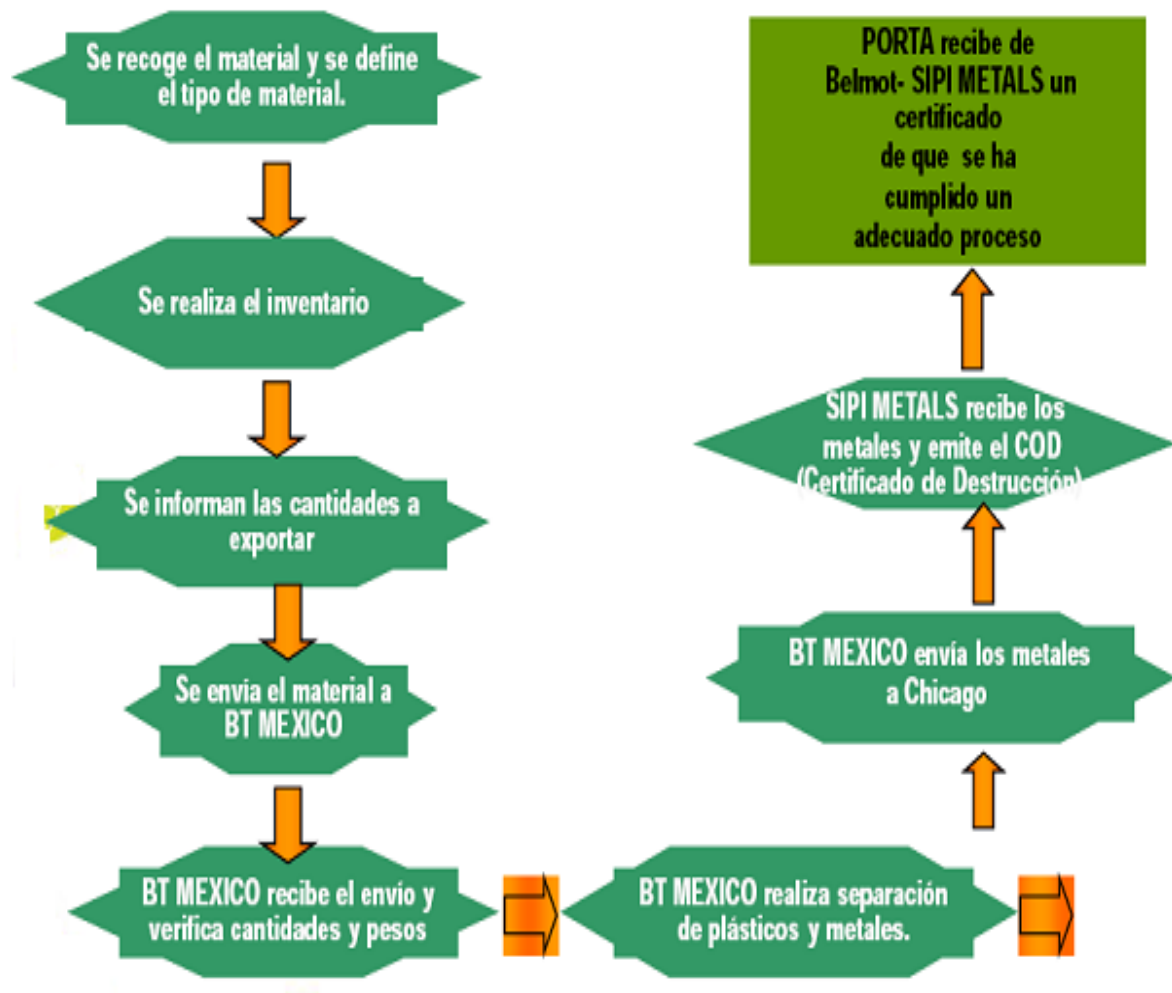 Se recoge el material y se define
el tipo de material.
Se realiza el inventario
Se informan las cantidades a
exportar
Se envía el material a
BT MEXICO
BT MEXICO recibe el envío y
verifica cantidades y pesos
BT MEXICO realiza separación
de plásticos y metales.
BT MEXICO envía los metales
a Chicago
SIPI METALS recibe los
metales y emite el COD
(Certificado de Destrucción)
PORTA recibe de
Belmot- SIPI METALS un
certificado
de que se ha
cumplido un
adecuado proceso